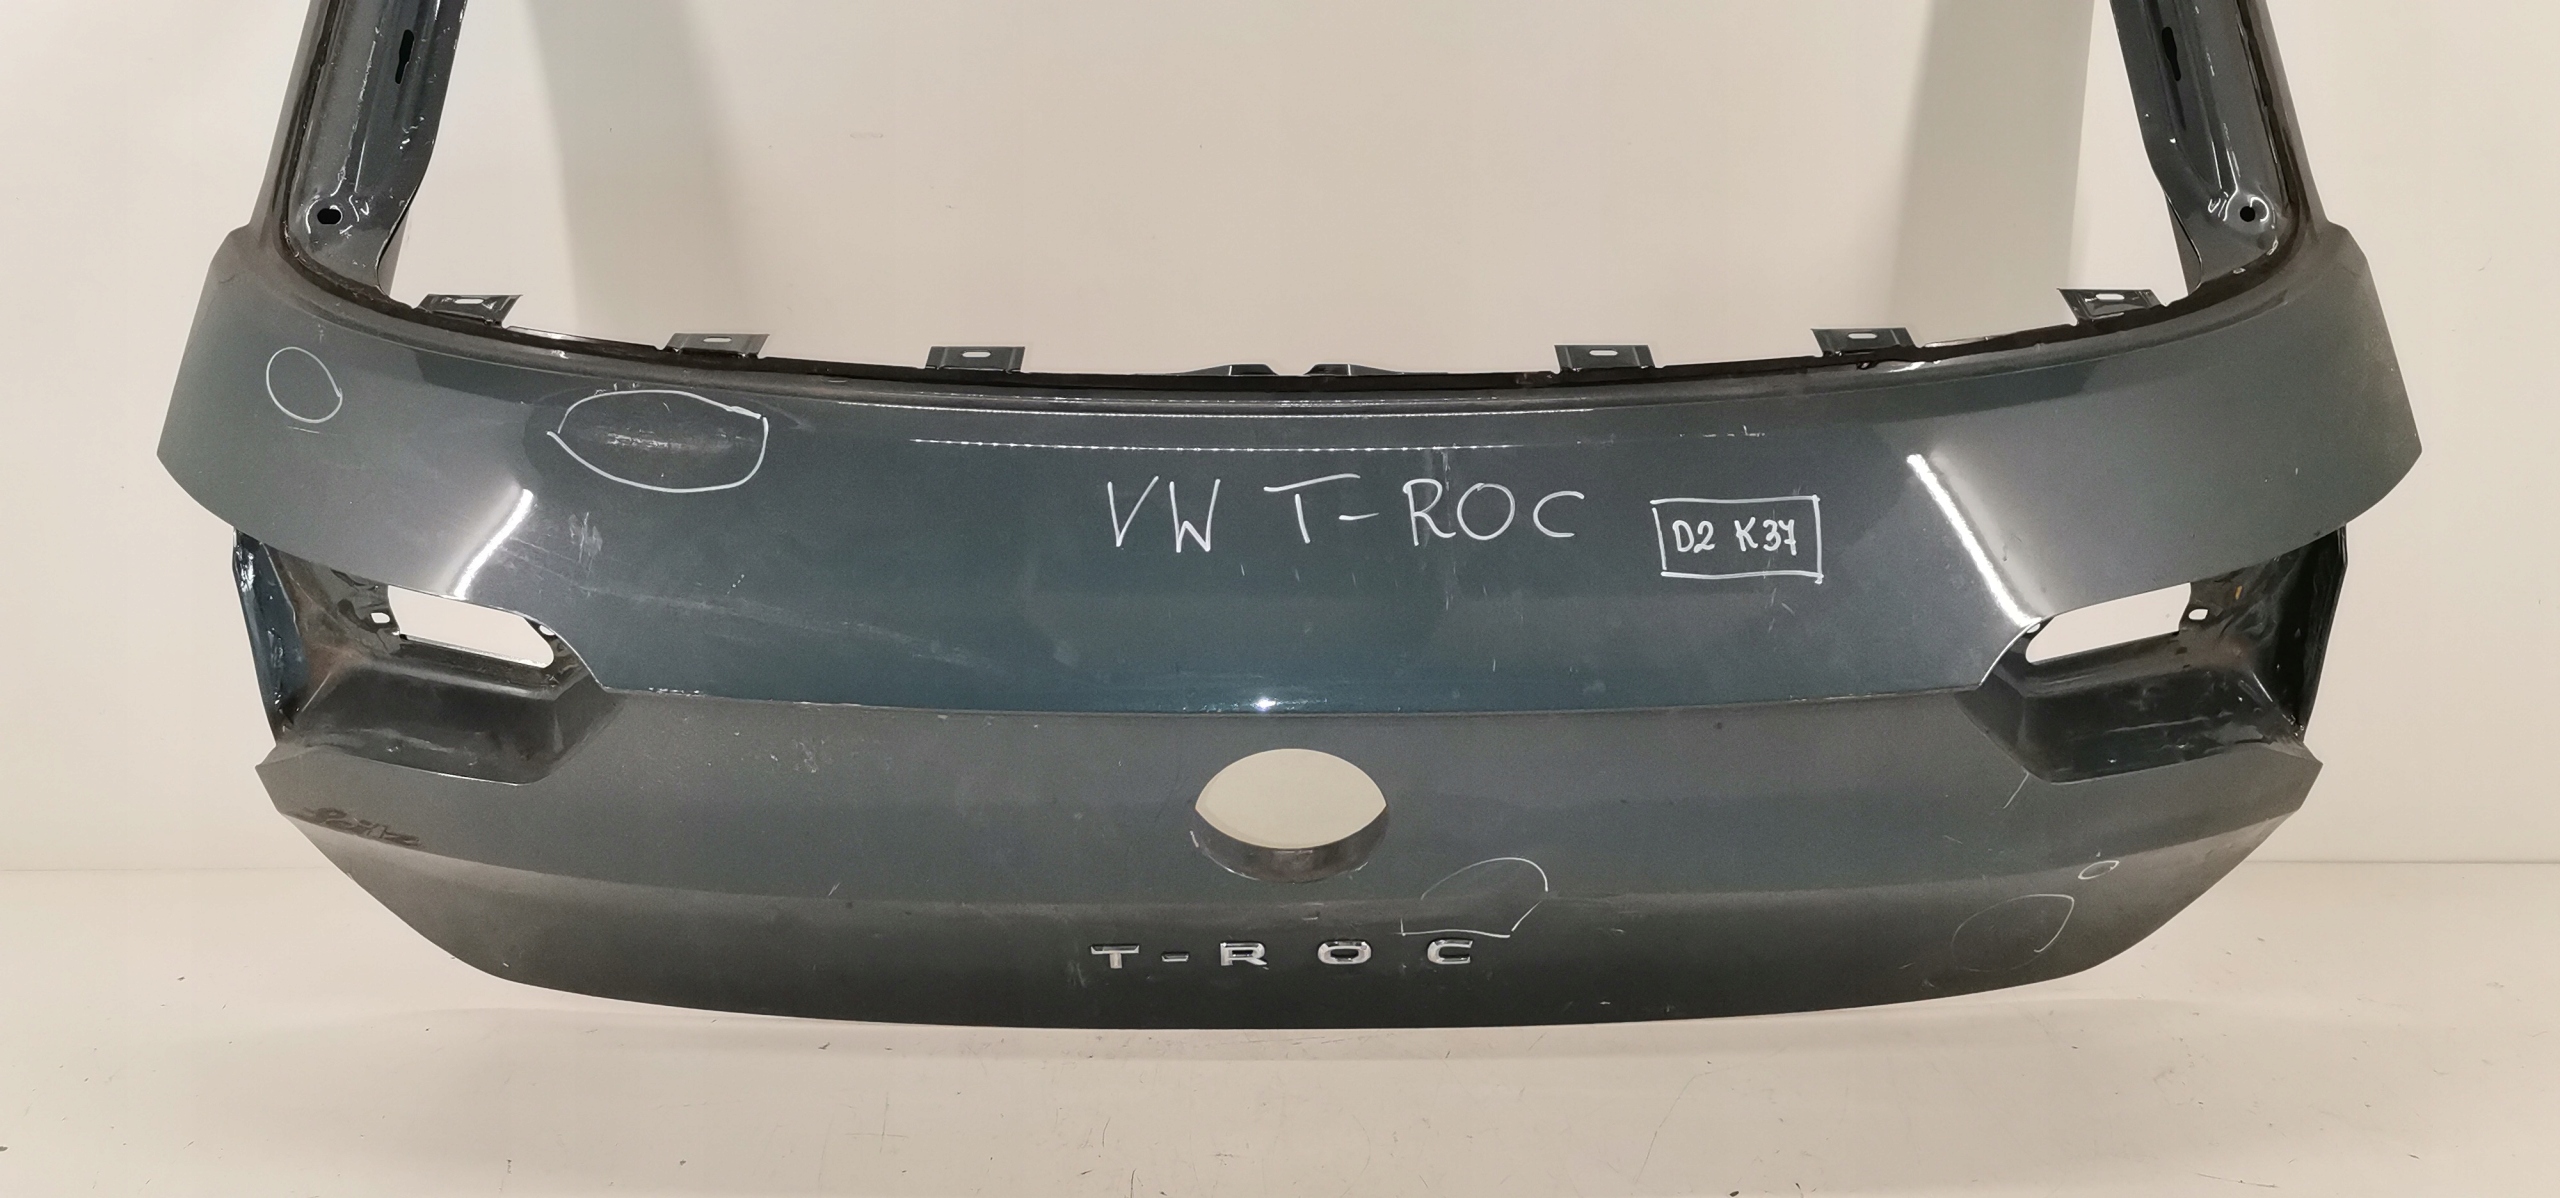 VW T-ROC
D2 K37
T-ROC